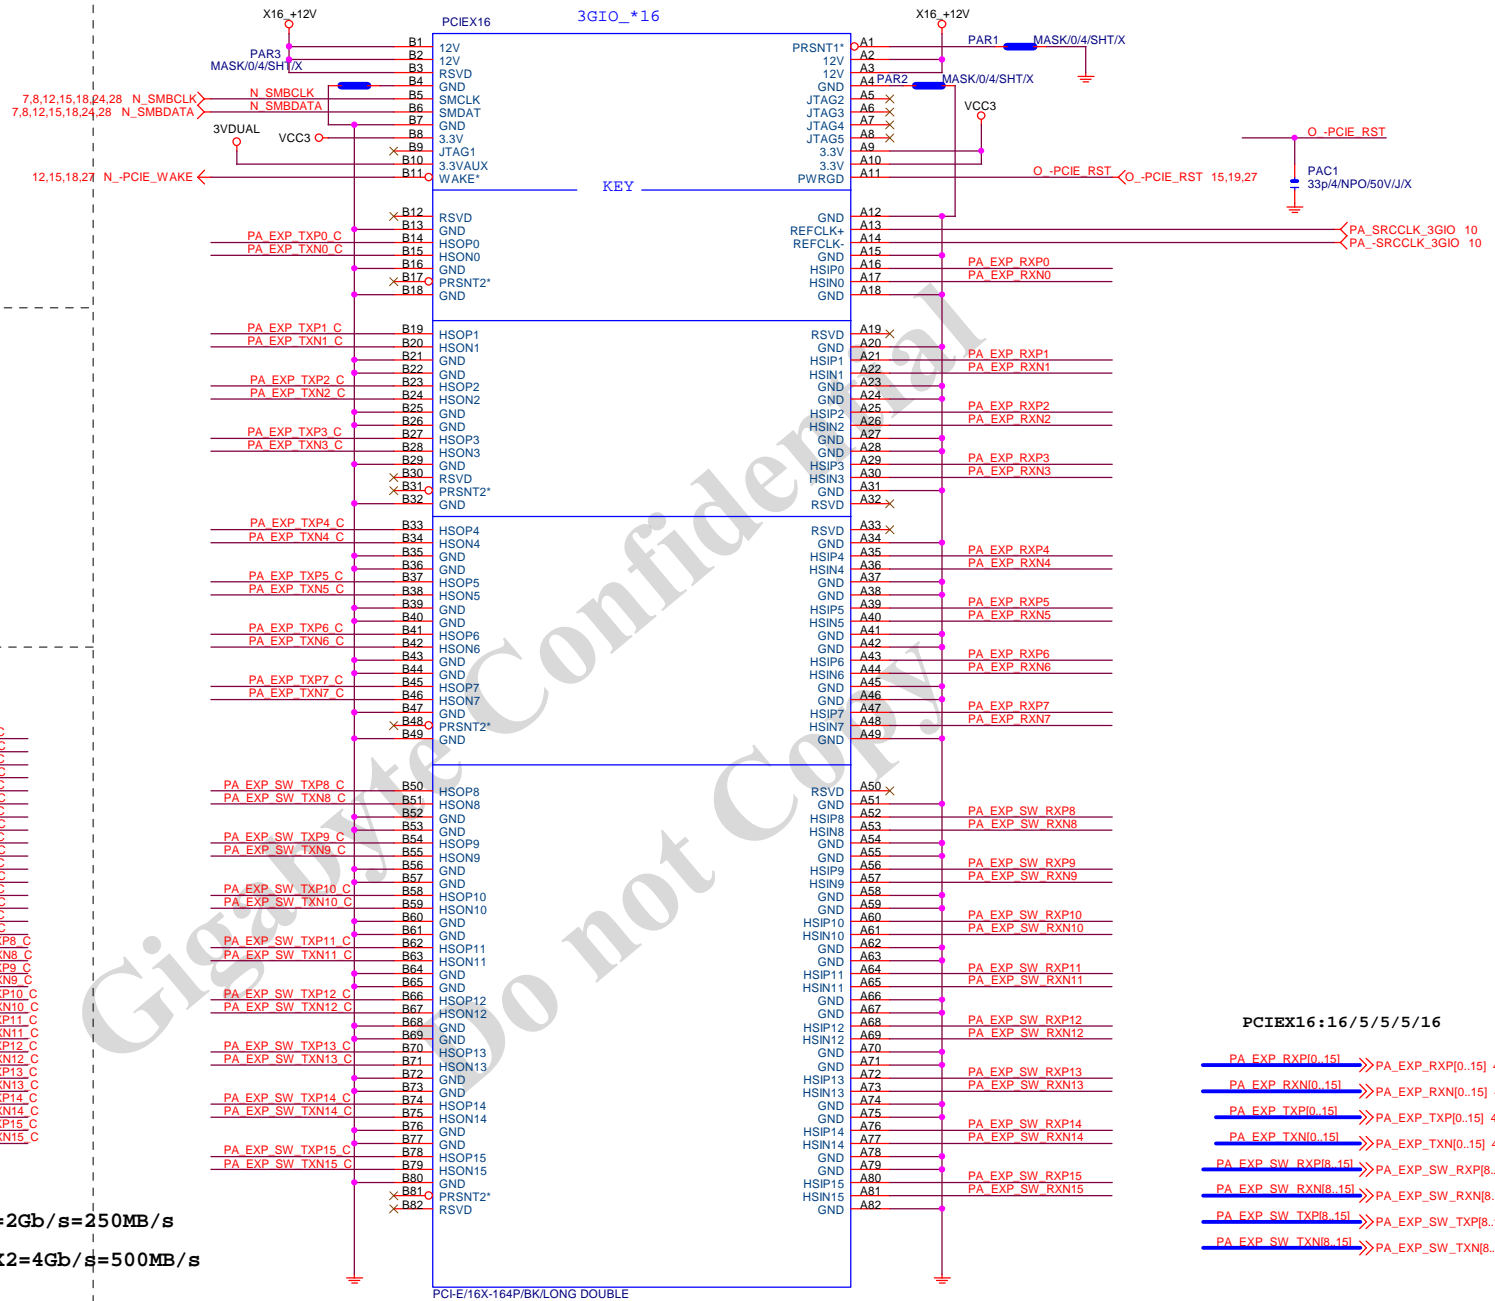 X16_+12V
PCIEX16
3GIO_*16
X16_+12V
PAR3
MASK/0/4/SHT/X
PAR1 MASK/0/4/SHT/X
PAR2 MASK/0/4/SHT/X
7,8,12,15,18,24,28 N_SMBCLK N_SMBCLK
7,8,12,15,18,24,28 N_SMBDATA N_SMBDATA
3VDUAL
VCC3
VCC3
12,15,18,27 N_-PCIE_WAKE
O_-PCIE_RST
O_-PCIE_RST O_-PCIE_RST 15,19,27
PAC1
33p/4/NPO/50V/J/X
B1 12V PRSNT1* A1
B2 12V 12V A2
B3 RSVD 12V A3
B4 GND GND A4
B5 SMCLK JTAG2 A5
B6 SMDAT JTAG3 A6
B7 GND JTAG4 A7
B8 3.3V JTAG5 A8
B9 JTAG1 3.3V A9
B10 3.3VAUX 3.3V A10
B11 WAKE* PWRGD A11
KEY
B12 RSVD GND A12
B13 GND REFCLK+ A13 PA_SRCCLK_3GIO 10
PA_EXP_TXP0_C B14 HSOP0 REFCLK- A14 PA_-SRCCLK_3GIO 10
PA_EXP_TXN0_C B15 HSON0 GND A15
B16 GND HSIP0 A16 PA_EXP_RXP0
B17 PRSNT2* HSIN0 A17 PA_EXP_RXN0
B18 GND GND A18
PA_EXP_TXP1_C B19 HSOP1 RSVD A19
PA_EXP_TXN1_C B20 HSON1 GND A20
B21 GND HSIP1 A21 PA_EXP_RXP1
B22 GND HSIN1 A22 PA_EXP_RXN1
PA_EXP_TXP2_C B23 HSOP2 GND A23
PA_EXP_TXN2_C B24 HSON2 GND A24
B25 GND HSIP2 A25 PA_EXP_RXP2
B26 GND HSIN2 A26 PA_EXP_RXN2
PA_EXP_TXP3_C B27 HSOP3 GND A27
PA_EXP_TXN3_C B28 HSON3 GND A28
B29 GND HSIP3 A29 PA_EXP_RXP3
B30 RSVD HSIN3 A30 PA_EXP_RXN3
B31 PRSNT2* GND A31
B32 GND RSVD A32
PA_EXP_TXP4_C B33 HSOP4 RSVD A33
PA_EXP_TXN4_C B34 HSON4 GND A34
B35 GND HSIP4 A35 PA_EXP_RXP4
B36 GND HSIN4 A36 PA_EXP_RXN4
PA_EXP_TXP5_C B37 HSOP5 GND A37
PA_EXP_TXN5_C B38 HSON5 GND A38
B39 GND HSIP5 A39 PA_EXP_RXP5
B40 GND HSIN5 A40 PA_EXP_RXN5
PA_EXP_TXP6_C B41 HSOP6 GND A41
PA_EXP_TXN6_C B42 HSON6 GND A42
B43 GND HSIP6 A43 PA_EXP_RXP6
B44 GND HSIN6 A44 PA_EXP_RXN6
PA_EXP_TXP7_C B45 HSOP7 GND A45
PA_EXP_TXN7_C B46 HSON7 GND A46
B47 GND HSIP7 A47 PA_EXP_RXP7
B48 PRSNT2* HSIN7 A48 PA_EXP_RXN7
B49 GND GND A49
PA_EXP_SW_TXP8_C B50 HSOP8 RSVD A50
PA_EXP_SW_TXN8_C B51 HSON8 GND A51
B52 GND HSIP8 A52 PA_EXP_SW_RXP8
B53 GND HSIN8 A53 PA_EXP_SW_RXN8
PA_EXP_SW_TXP9_C B54 HSOP9 GND A54
PA_EXP_SW_TXN9_C B55 HSON9 GND A55
B56 GND HSIP9 A56 PA_EXP_SW_RXP9
B57 GND HSIN9 A57 PA_EXP_SW_RXN9
PA_EXP_SW_TXP10_C B58 HSOP10 GND A58
PA_EXP_SW_TXN10_C B59 HSON10 GND A59
B60 GND HSIP10 A60 PA_EXP_SW_RXP10
B61 GND HSIN10 A61 PA_EXP_SW_RXN10
PA_EXP_SW_TXP11_C B62 HSOP11 GND A62
PA_EXP_SW_TXN11_C B63 HSON11 GND A63
B64 GND HSIP11 A64 PA_EXP_SW_RXP11
B65 GND HSIN11 A65 PA_EXP_SW_RXN11
PA_EXP_SW_TXP12_C B66 HSOP12 GND A66
PA_EXP_SW_TXN12_C B67 HSON12 GND A67
B68 GND HSIP12 A68 PA_EXP_SW_RXP12
B69 GND HSIN12 A69 PA_EXP_SW_RXN12
PA_EXP_SW_TXP13_C B70 HSOP13 GND A70
PA_EXP_SW_TXN13_C B71 HSON13 GND A71
B72 GND HSIP13 A72 PA_EXP_SW_RXP13
B73 GND HSIN13 A73 PA_EXP_SW_RXN13
PA_EXP_SW_TXP14_C B74 HSOP14 GND A74
PA_EXP_SW_TXN14_C B75 HSON14 GND A75
B76 GND HSIP14 A76 PA_EXP_SW_RXP14
B77 GND HSIN14 A77 PA_EXP_SW_RXN14
PA_EXP_SW_TXP15_C B78 HSOP15 GND A78
PA_EXP_SW_TXN15_C B79 HSON15 GND A79
B80 GND HSIP15 A80 PA_EXP_SW_RXP15
B81 PRSNT2* HSIN15 A81 PA_EXP_SW_RXN15
B82 RSVD GND A82
PCI-E/16X-164P/BK/LONG DOUBLE
XP8_C
XN8_C
XP9_C
XN9_C
XP10_C
XN10_C
XP11_C
XN11_C
XP12_C
XN12_C
XP13_C
XN13_C
XP14_C
XN14_C
XP15_C
XN15_C
=2Gb/s=250MB/s
X2=4Gb/s=500MB/s
PCIEX16:16/5/5/5/16
PA_EXP_RXP[0..15] PA_EXP_RXP[0..15] 4
PA_EXP_RXN[0..15] PA_EXP_RXN[0..15]
PA_EXP_TXP[0..15] PA_EXP_TXP[0..15] 4
PA_EXP_TXN[0..15] PA_EXP_TXN[0..15] 4
PA_EXP_SW_RXP[8..15] PA_EXP_SW_RXP[8..
PA_EXP_SW_RXN[8..15] PA_EXP_SW_RXN[8..
PA_EXP_SW_TXP[8..15] PA_EXP_SW_TXP[8..
PA_EXP_SW_TXN[8..15] PA_EXP_SW_TXN[8..
Gigabyte Confidential
Do not Copy